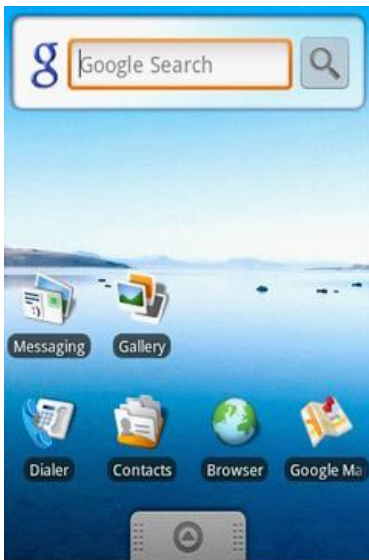 g
Google Search
Messaging
Gallery
Dialer
Contacts
Browser
Google Ma